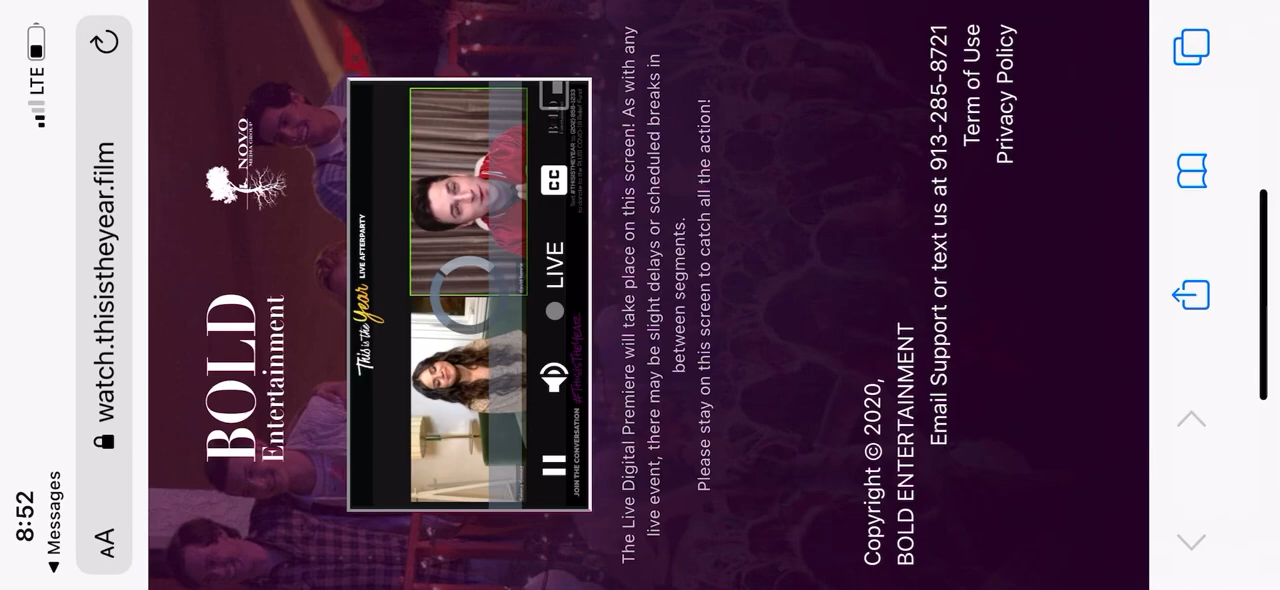 8:52
LTE
◀ Messages
AA
watch.thisistheyear.film
BOLD
Entertainment
NOVO
MEDIA GROUP
This is the Year LIVE AFTERPARTY
LIVE
CC
BOLD
JOIN THE CONVERSATION #THISISTHEYEAR
The Live Digital Premiere will take place on this screen! As with any
live event, there may be slight delays or scheduled breaks in
between segments.
Please stay on this screen to catch all the action!
Copyright © 2020,
BOLD ENTERTAINMENT
Email Support or text us at 913-285-8721
Term of Use
Privacy Policy